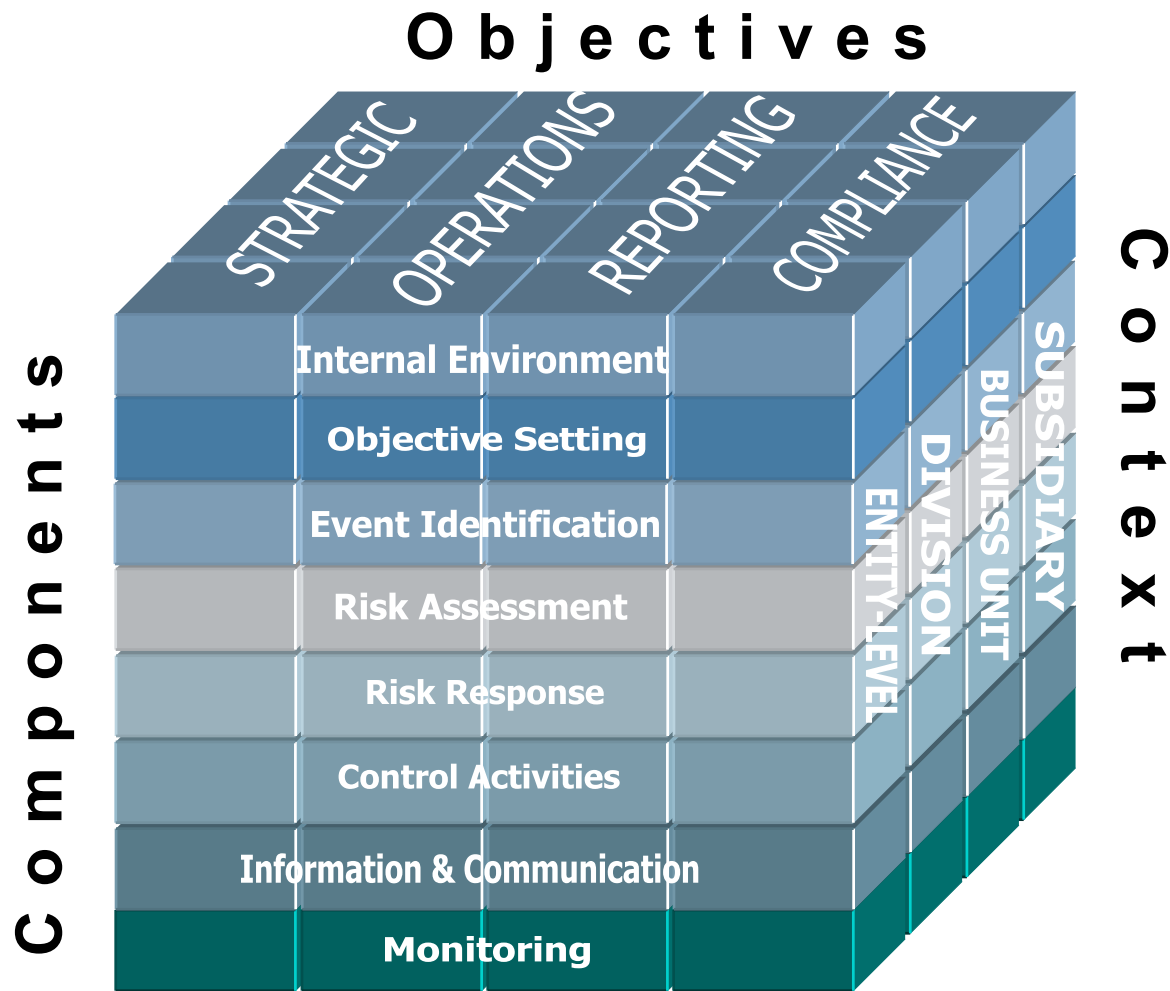 Objectives
STRATEGIC
OPERATIONS
REPORTING
COMPLIANCE
Components
Internal Environment
Objective Setting
Event Identification
Risk Assessment
Risk Response
Control Activities
Information & Communication
Monitoring
ENTITY-LEVEL
DIVISION
BUSINESS UNIT
SUBSIDIARY
Context